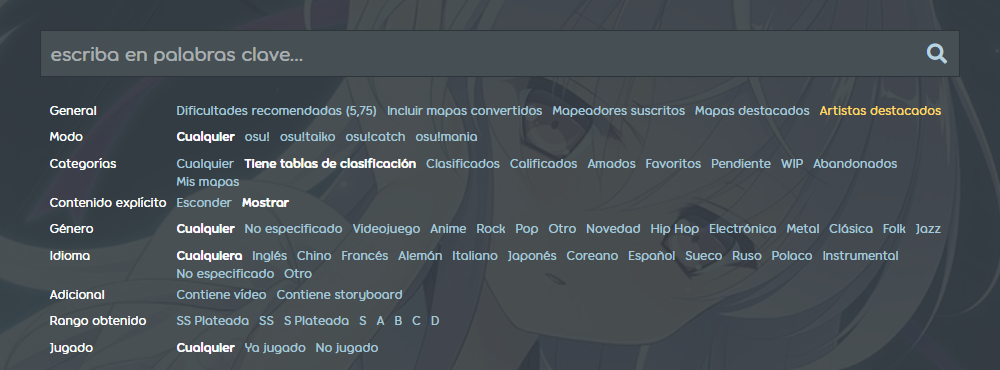 escriba en palabras clave...
General Dificultades recomendadas (5,75) Incluir mapas convertidos Mapeadores suscritos Mapas destacados Artistas destacados
Modo Cualquier osu! osu!taiko osu!catch osu!mania
Categorías Cualquier Tiene tablas de clasificación Clasificados Calificados Amados Favoritos Pendiente WIP Abandonados
Mis mapas
Contenido explícito Esconder Mostrar
Género Cualquier No especificado Videojuego Anime Rock Pop Otro Novedad Hip Hop Electrónica Metal Clásica Folk Jazz
Idioma Cualquiera Inglés Chino Francés Alemán Italiano Japonés Coreano Español Sueco Ruso Polaco Instrumental
No especificado Otro
Adicional Contiene vídeo Contiene storyboard
Rango obtenido SS Plateada SS S Plateada S A B C D
Jugado Cualquier Ya jugado No jugado